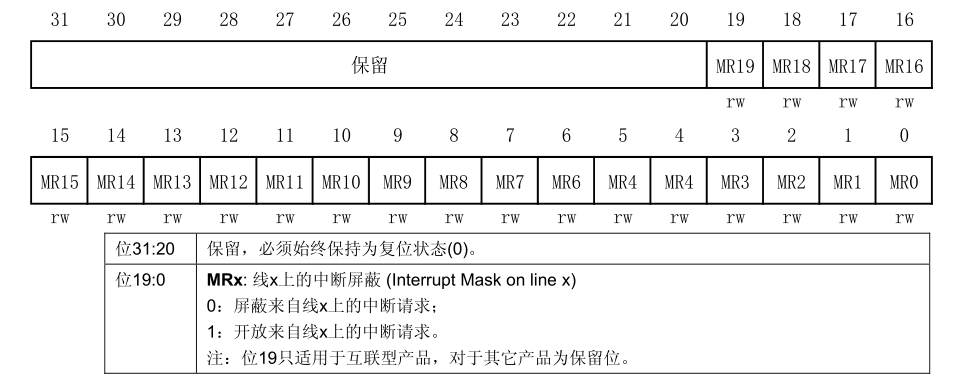 31 30 29 28 27 26 25 24 23 22 21 20 19 18 17 16
保留 MR19 MR18 MR17 MR16
rw rw rw rw
15 14 13 12 11 10 9 8 7 6 5 4 3 2 1 0
MR15 MR14 MR13 MR12 MR11 MR10 MR9 MR8 MR7 MR6 MR4 MR4 MR3 MR2 MR1 MR0
rw rw rw rw rw rw rw rw rw rw rw rw rw rw rw rw
位31:20 保留，必须始终保持为复位状态(0)。
位19:0 MRx: 线x上的中断屏蔽 (Interrupt Mask on line x)
0：屏蔽来自线x上的中断请求；
1：开放来自线x上的中断请求。
注：位19只适用于互联型产品，对于其它产品为保留位。